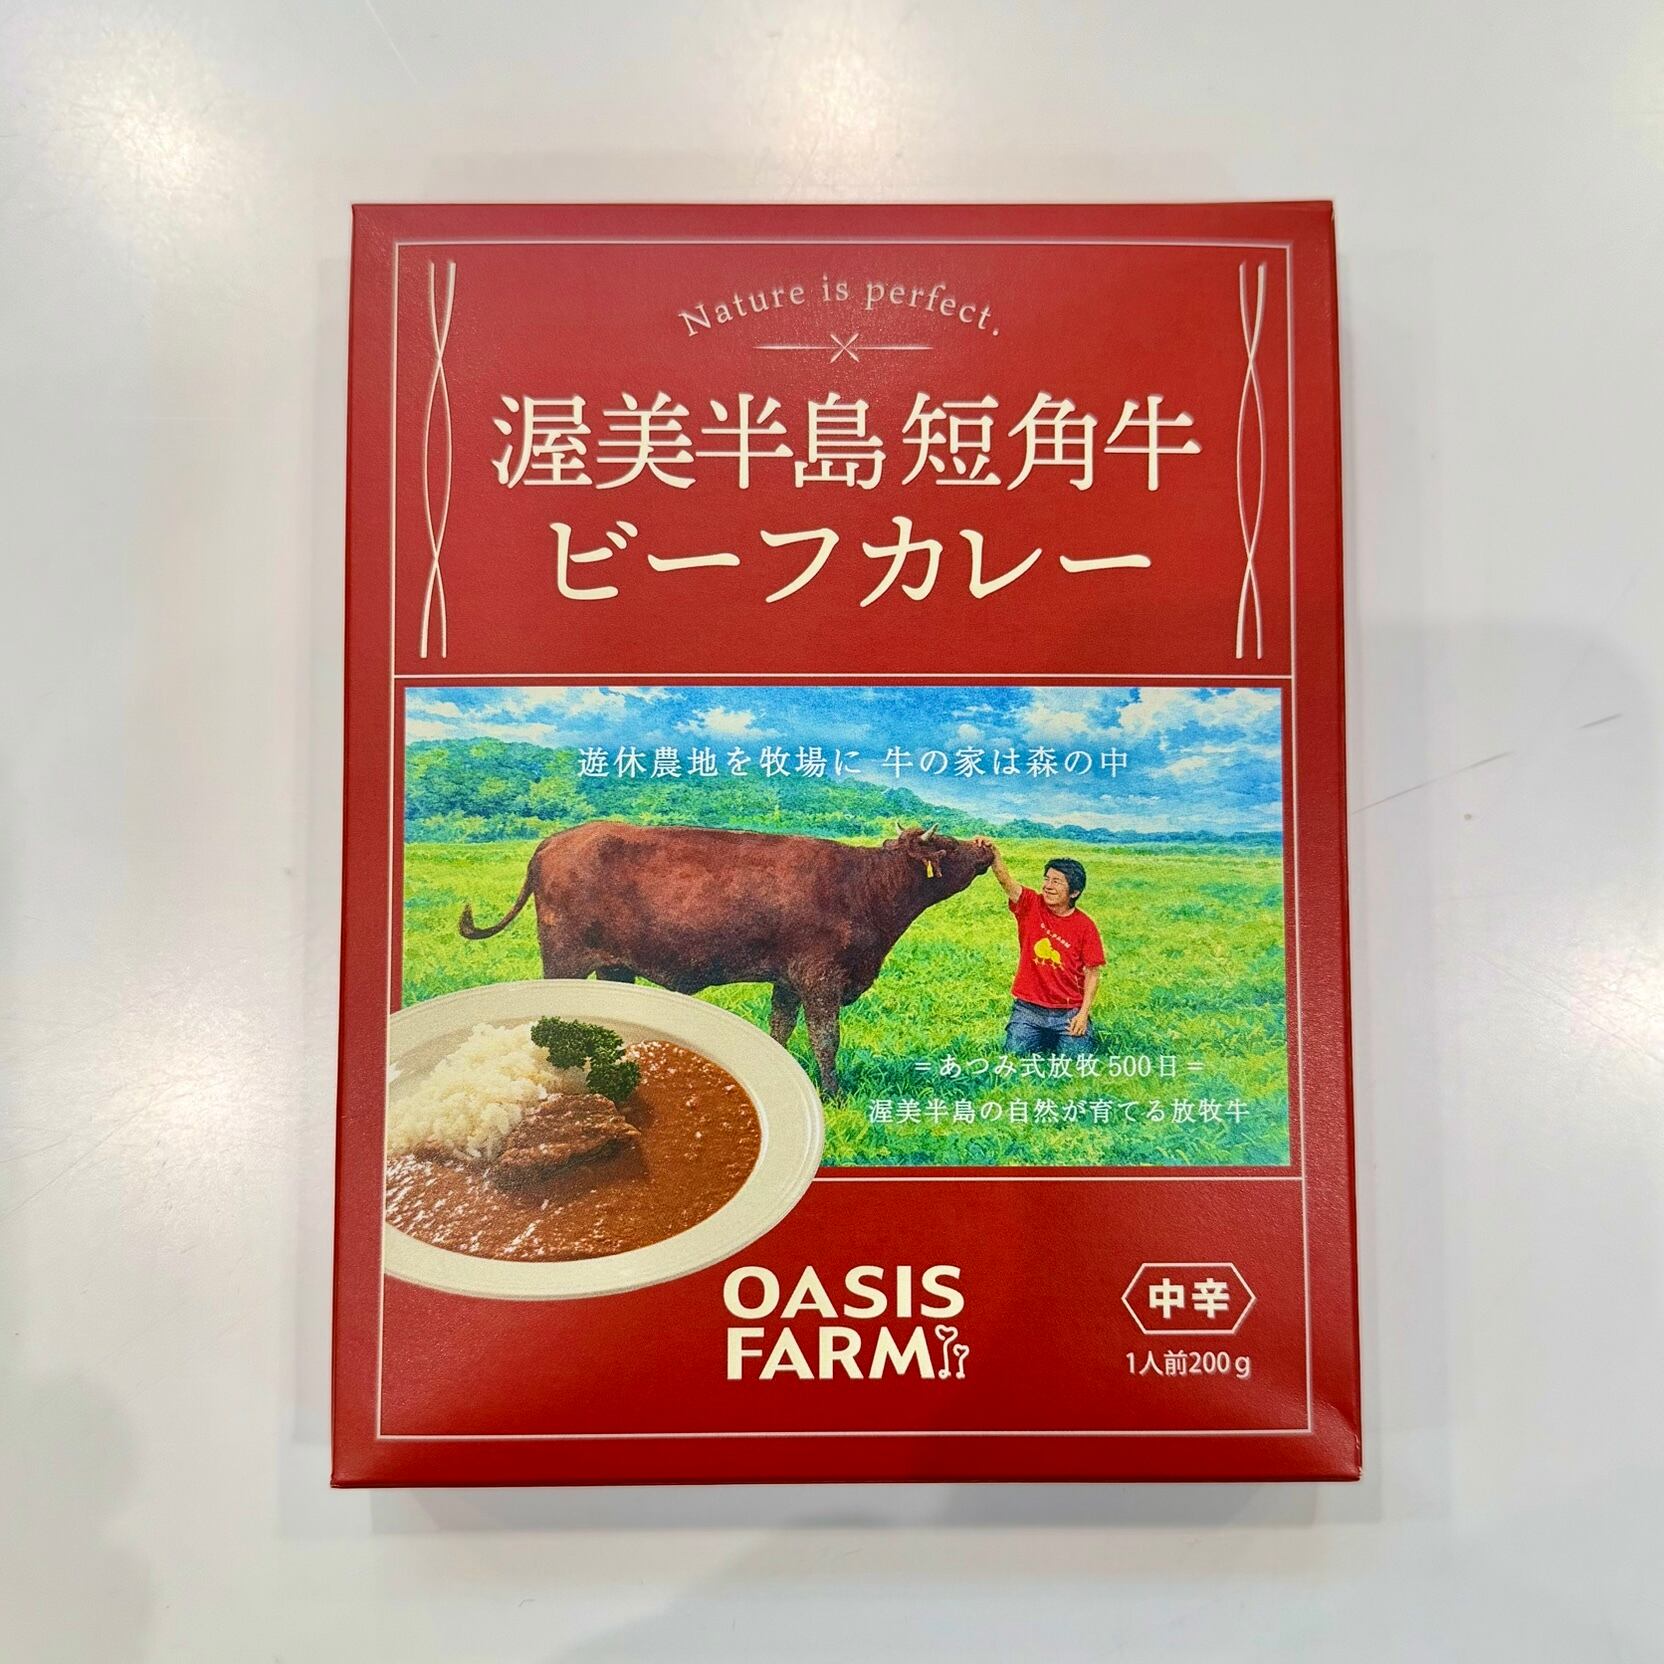 Nature is perfect.
渥美半島 短角牛
ビーフカレー
遊休農地を牧場に 牛の家は森の中
=あつみ式放牧500日=
渥美半島の自然が育てる放牧牛
OASIS
FARM
中辛
1人前200g